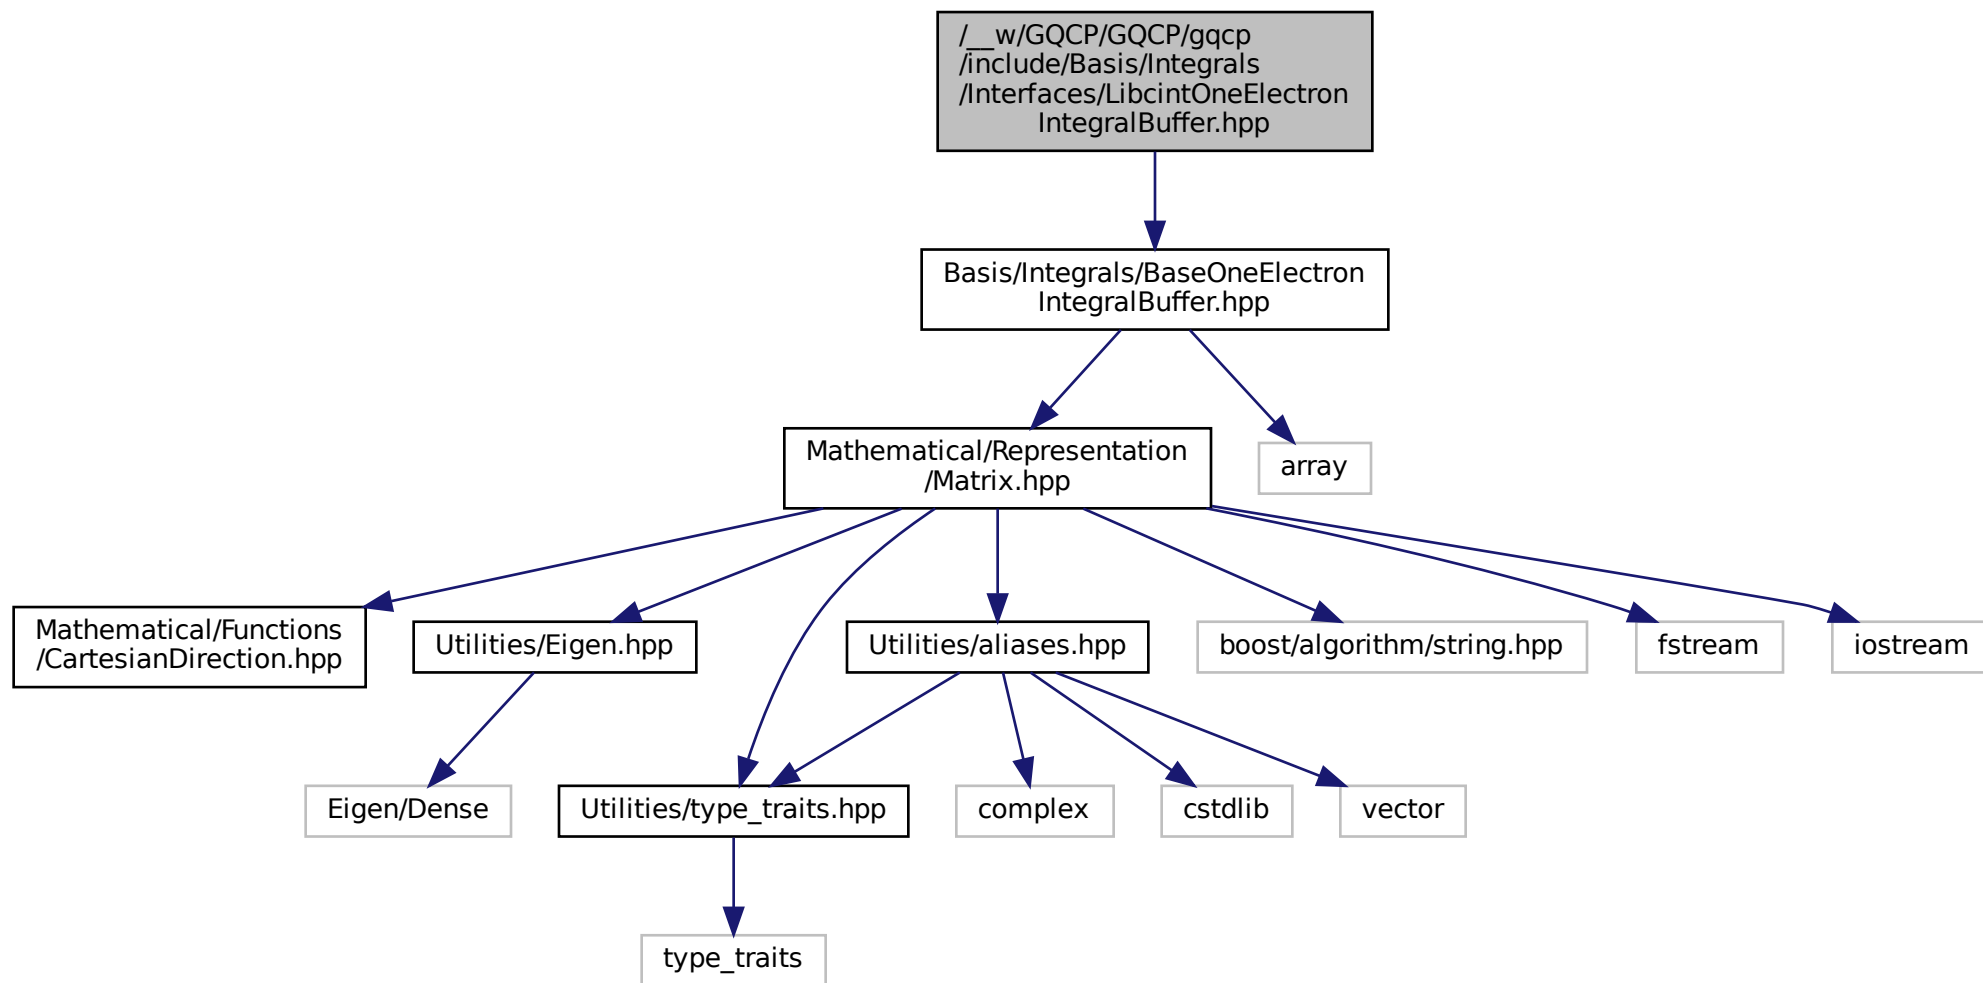 /__w/GQCP/GQCP/gqcp
/include/Basis/Integrals
/Interfaces/LibcintOneElectron
IntegralBuffer.hpp
Basis/Integrals/BaseOneElectron
IntegralBuffer.hpp
Mathematical/Representation
/Matrix.hpp
array
Mathematical/Functions
/CartesianDirection.hpp
Utilities/Eigen.hpp
Utilities/aliases.hpp
boost/algorithm/string.hpp
fstream
iostream
Eigen/Dense
Utilities/type_traits.hpp
complex
cstdlib
vector
type_traits